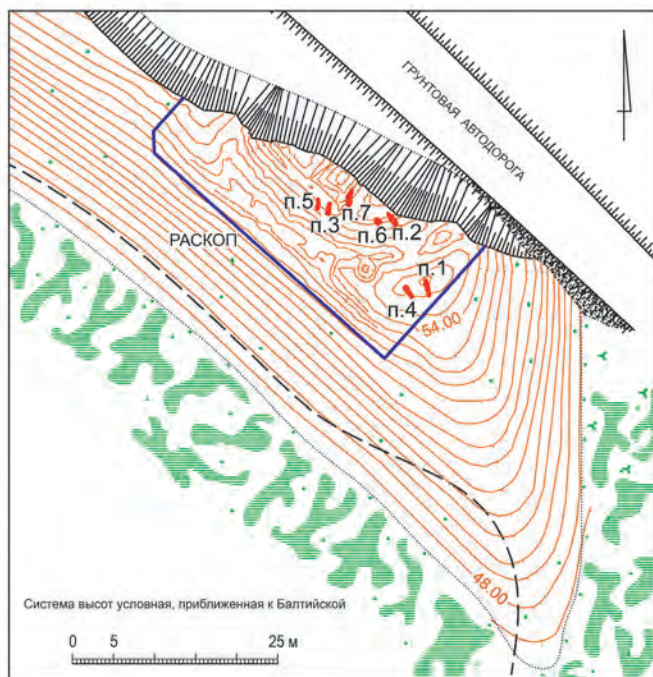 ГРУНТОВАЯ АВТОДОРОГА
п.5
п.7
п.3
п.6
п.2
РАСКОП
п.1
п.4
54.00
48.00
Система высот условная, приближенная к Балтийской
0 5 25 м